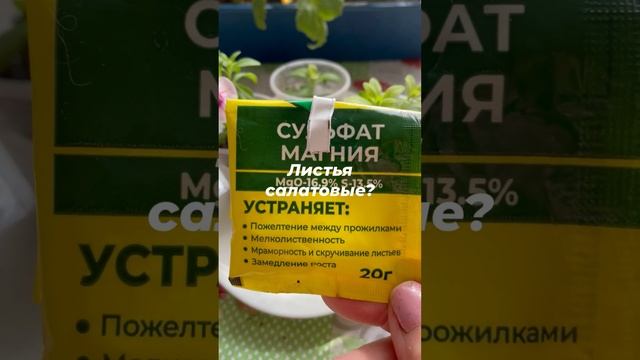 СУЛЬФАТ
МАГНИЯ
Листья
салатовые?
MgO-16,9% S-13,5%
УСТРАНЯЕТ:
• Пожелтение между прожилками
• Мелколиственность
• Мраморность и скручивание листьев
• Замедление роста
20г